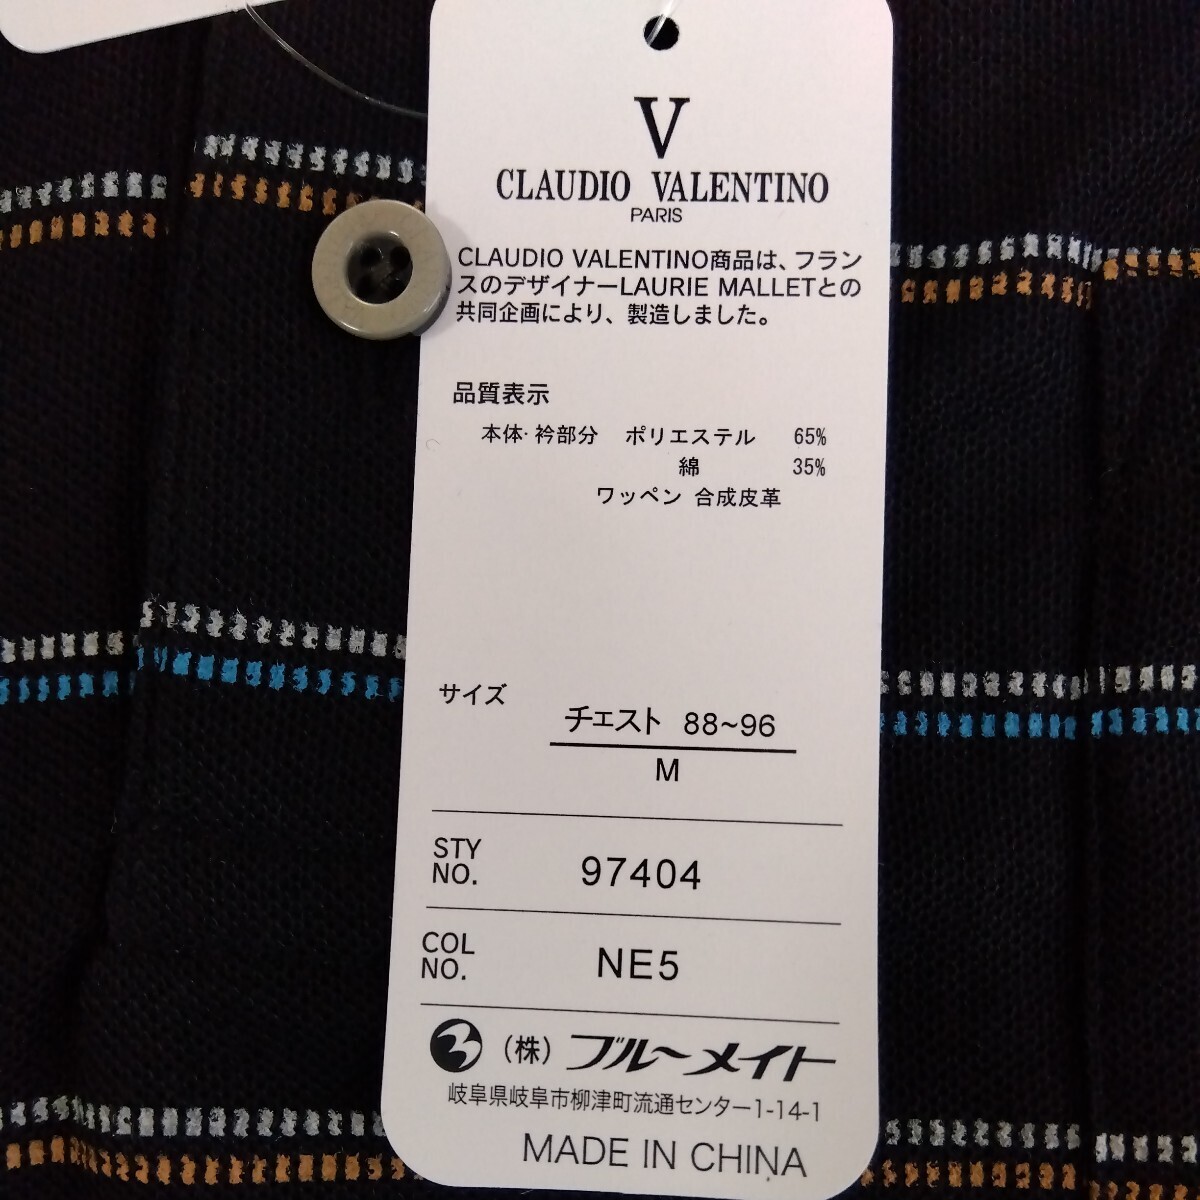 V
CLAUDIO VALENTINO
PARIS
CLAUDIO VALENTINO商品は、フラン
スのデザイナーLAURIE MALLETとの
共同企画により、製造しました。
品質表示
本体・衿部分 ポリエステル 65%
綿 35%
ワッペン 合成皮革
サイズ
チェスト 88~96
M
STY
NO.
97404
COL
NO.
NE5
(株)ブルーメイト
岐阜県岐阜市柳津町流通センター1-14-1
MADE IN CHINA